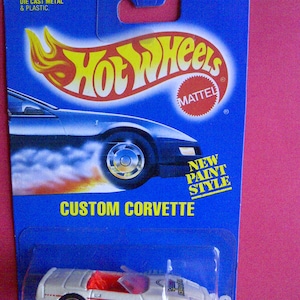 DIE CAST METAL
& PLASTIC.
Hot Wheels
MATTEL
®
NEW
PAINT
STYLE
CUSTOM CORVETTE